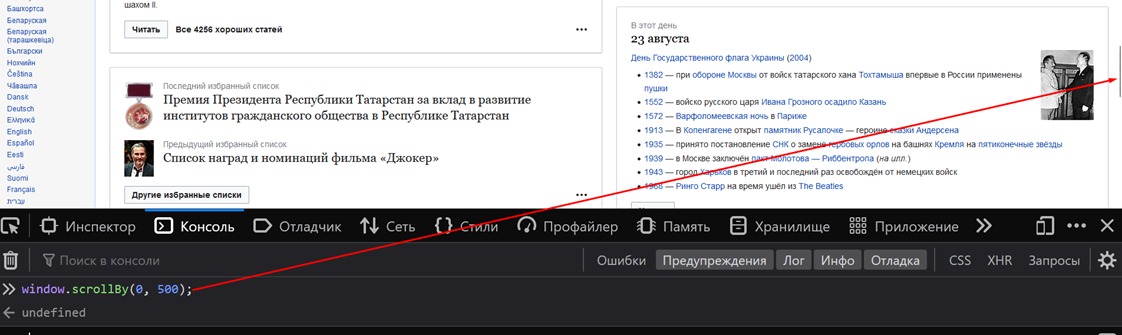 Башкортса
Беларуская
Беларуская
(тарашкевіца)
Български
Нохчийн
Čeština
Чӑвашла
Dansk
Deutsch
Ελληνικά
English
Español
Eesti
فارسی
Suomi
Français
עברית
шахом II.
Читать Все 4256 хороших статей
Последний избранный список
Премия Президента Республики Татарстан за вклад в развитие
институтов гражданского общества в Республике Татарстан
Предыдущий избранный список
Список наград и номинаций фильма «Джокер»
Другие избранные списки
В этот день
23 августа
День Государственного флага Украины (2004)
1382 — при обороне Москвы от войск татарского хана Тохтамыша впервые в России применены
пушки
1552 — войско русского царя Ивана Грозного осадило Казань
1572 — Варфоломеевская ночь в Париже
1913 — В Копенгагене открыт памятник Русалочке — героине сказки Андерсена
1935 — принято постановление СНК о замене гербовых орлов на башнях Кремля на пятиконечные звёзды
1939 — в Москве заключён пакт Молотова — Риббентропа (на илл.)
1943 — город Харьков в третий и последний раз освобождён от немецких войск
1968 — Ринго Старр на время ушёл из The Beatles
Инспектор Консоль Отладчик Сеть Стили Профайлер Память Хранилище Приложение
Поиск в консоли Ошибки Предупреждения Лог Инфо Отладка CSS XHR Запросы
window.scrollBy(0, 500);
undefined